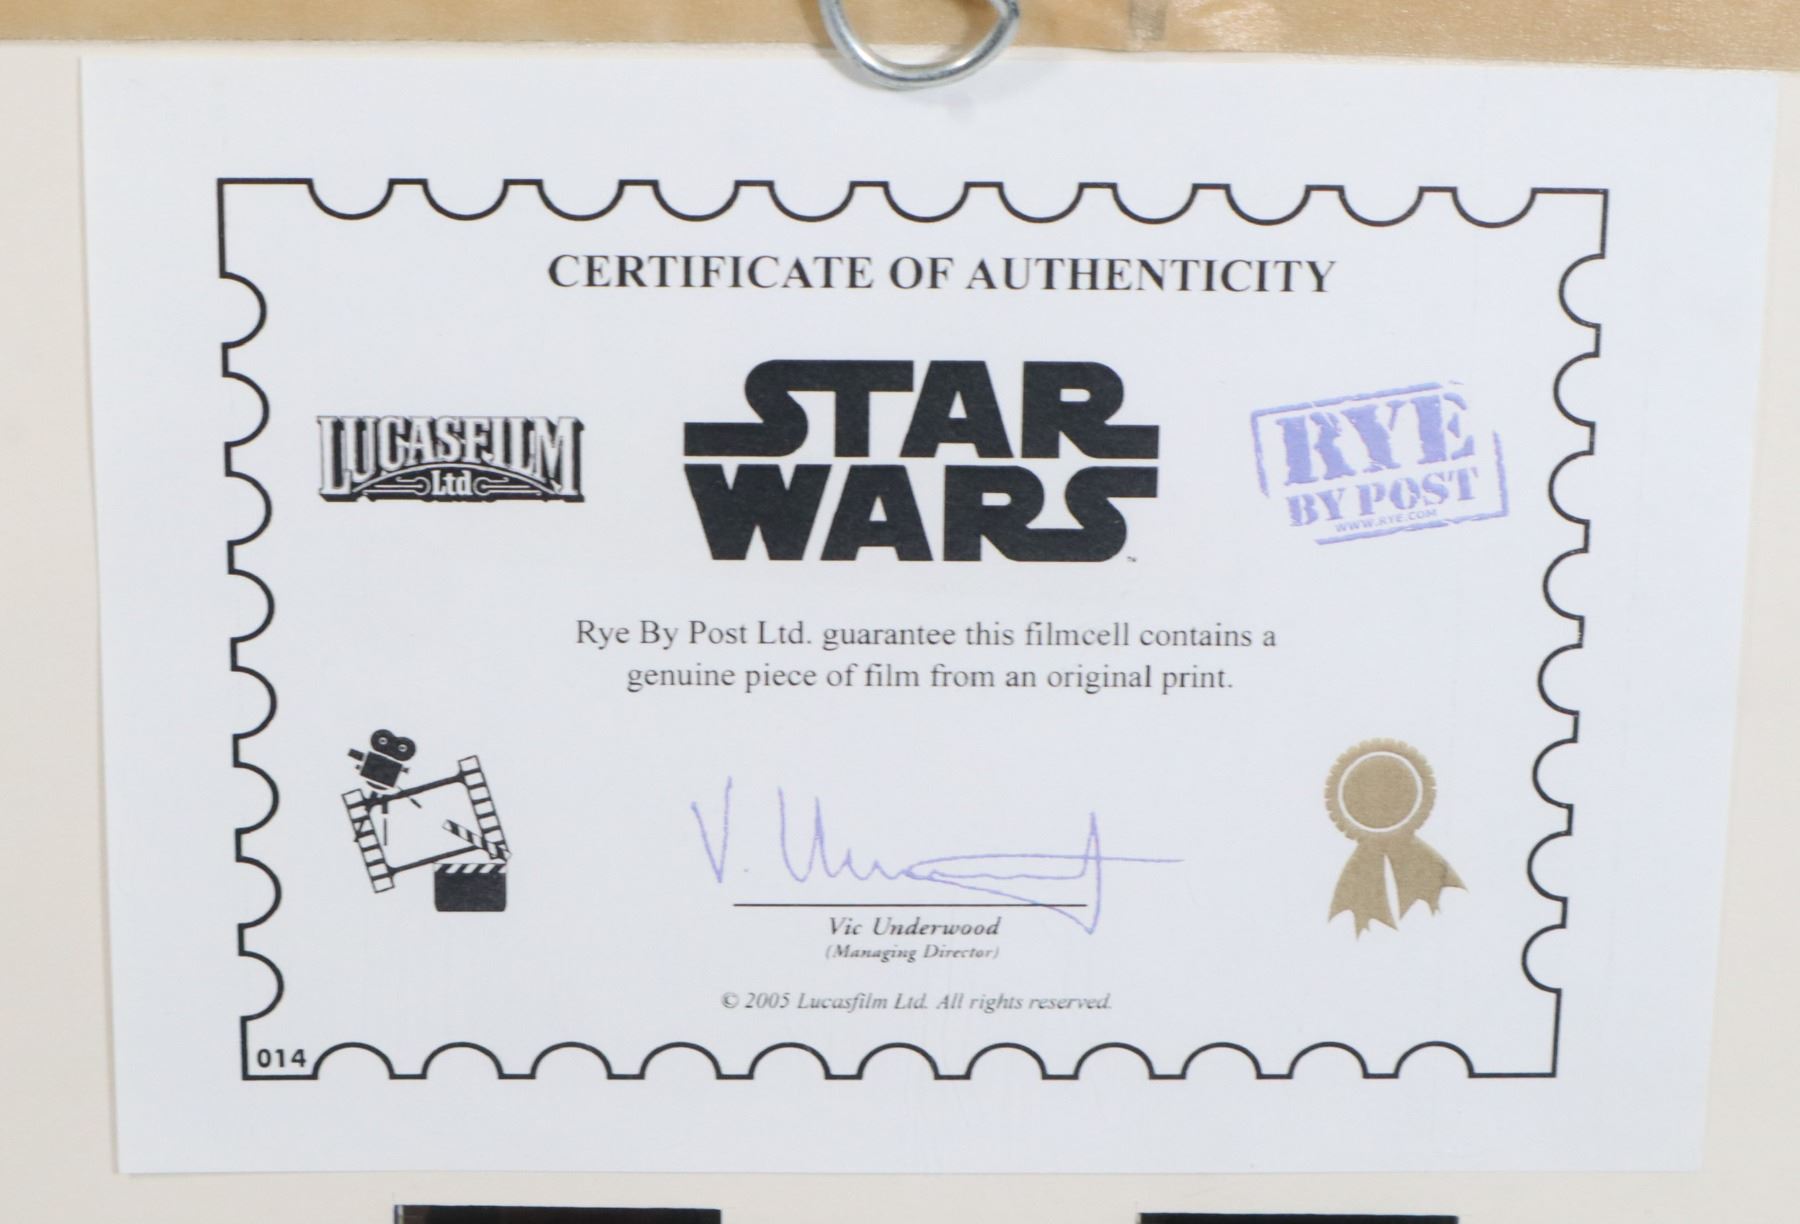 CERTIFICATE OF AUTHENTICITY
LUCASFILM
Ltd
STAR
WARS
™
RYE
BY POST
WWW.RYE.COM
Rye By Post Ltd. guarantee this filmcell contains a
genuine piece of film from an original print.
V. Underwood
Vic Underwood
(Managing Director)
© 2005 Lucasfilm Ltd. All rights reserved.
014